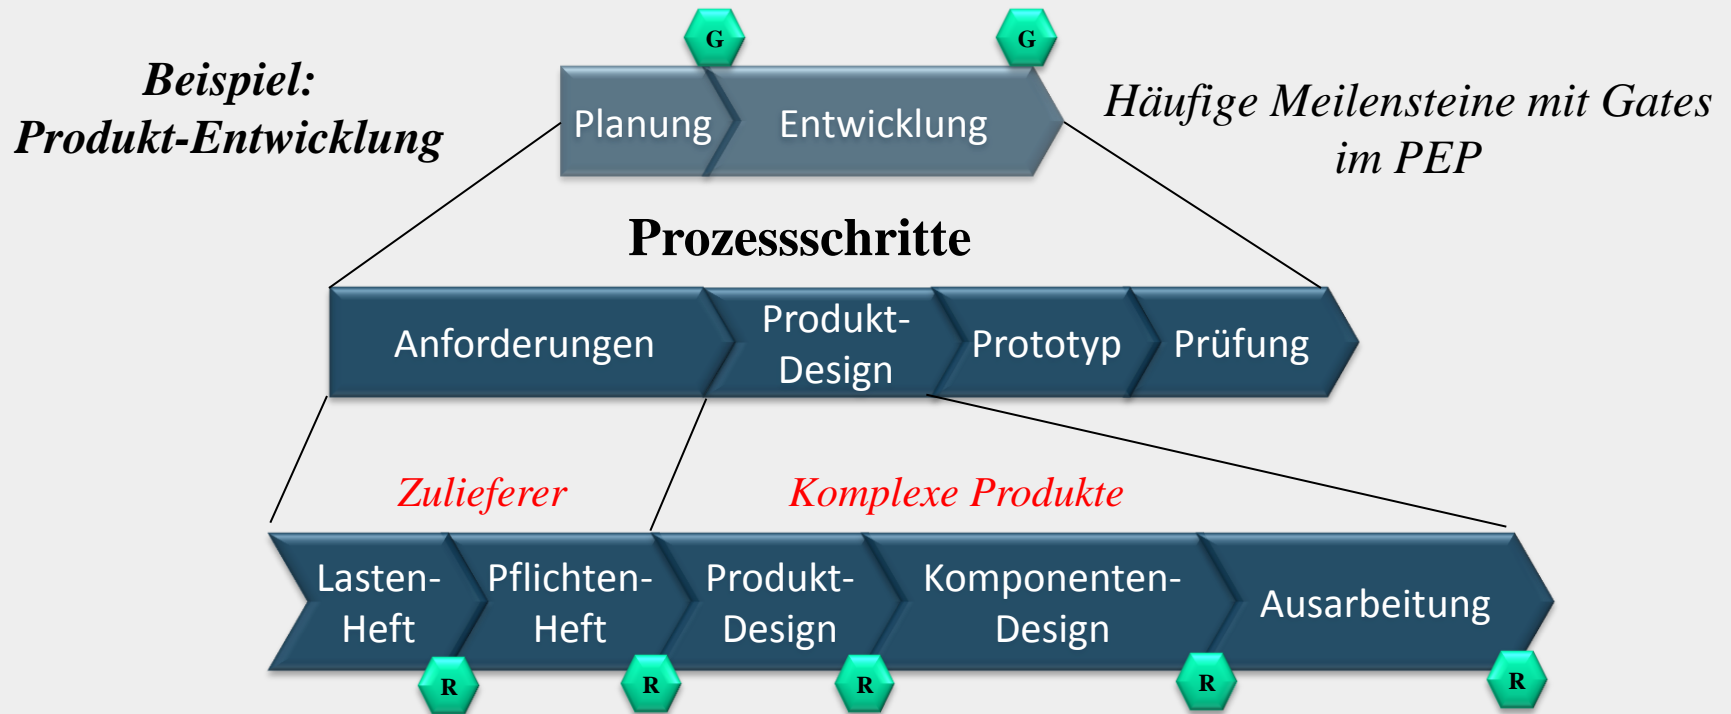 G
G
Beispiel:
Produkt-Entwicklung
Planung
Entwicklung
Häufige Meilensteine mit Gates
im PEP
Prozessschritte
Anforderungen
Produkt-
Design
Prototyp
Prüfung
Zulieferer
Komplexe Produkte
Lasten-
Heft
Pflichten-
Heft
Produkt-
Design
Komponenten-
Design
Ausarbeitung
R
R
R
R
R